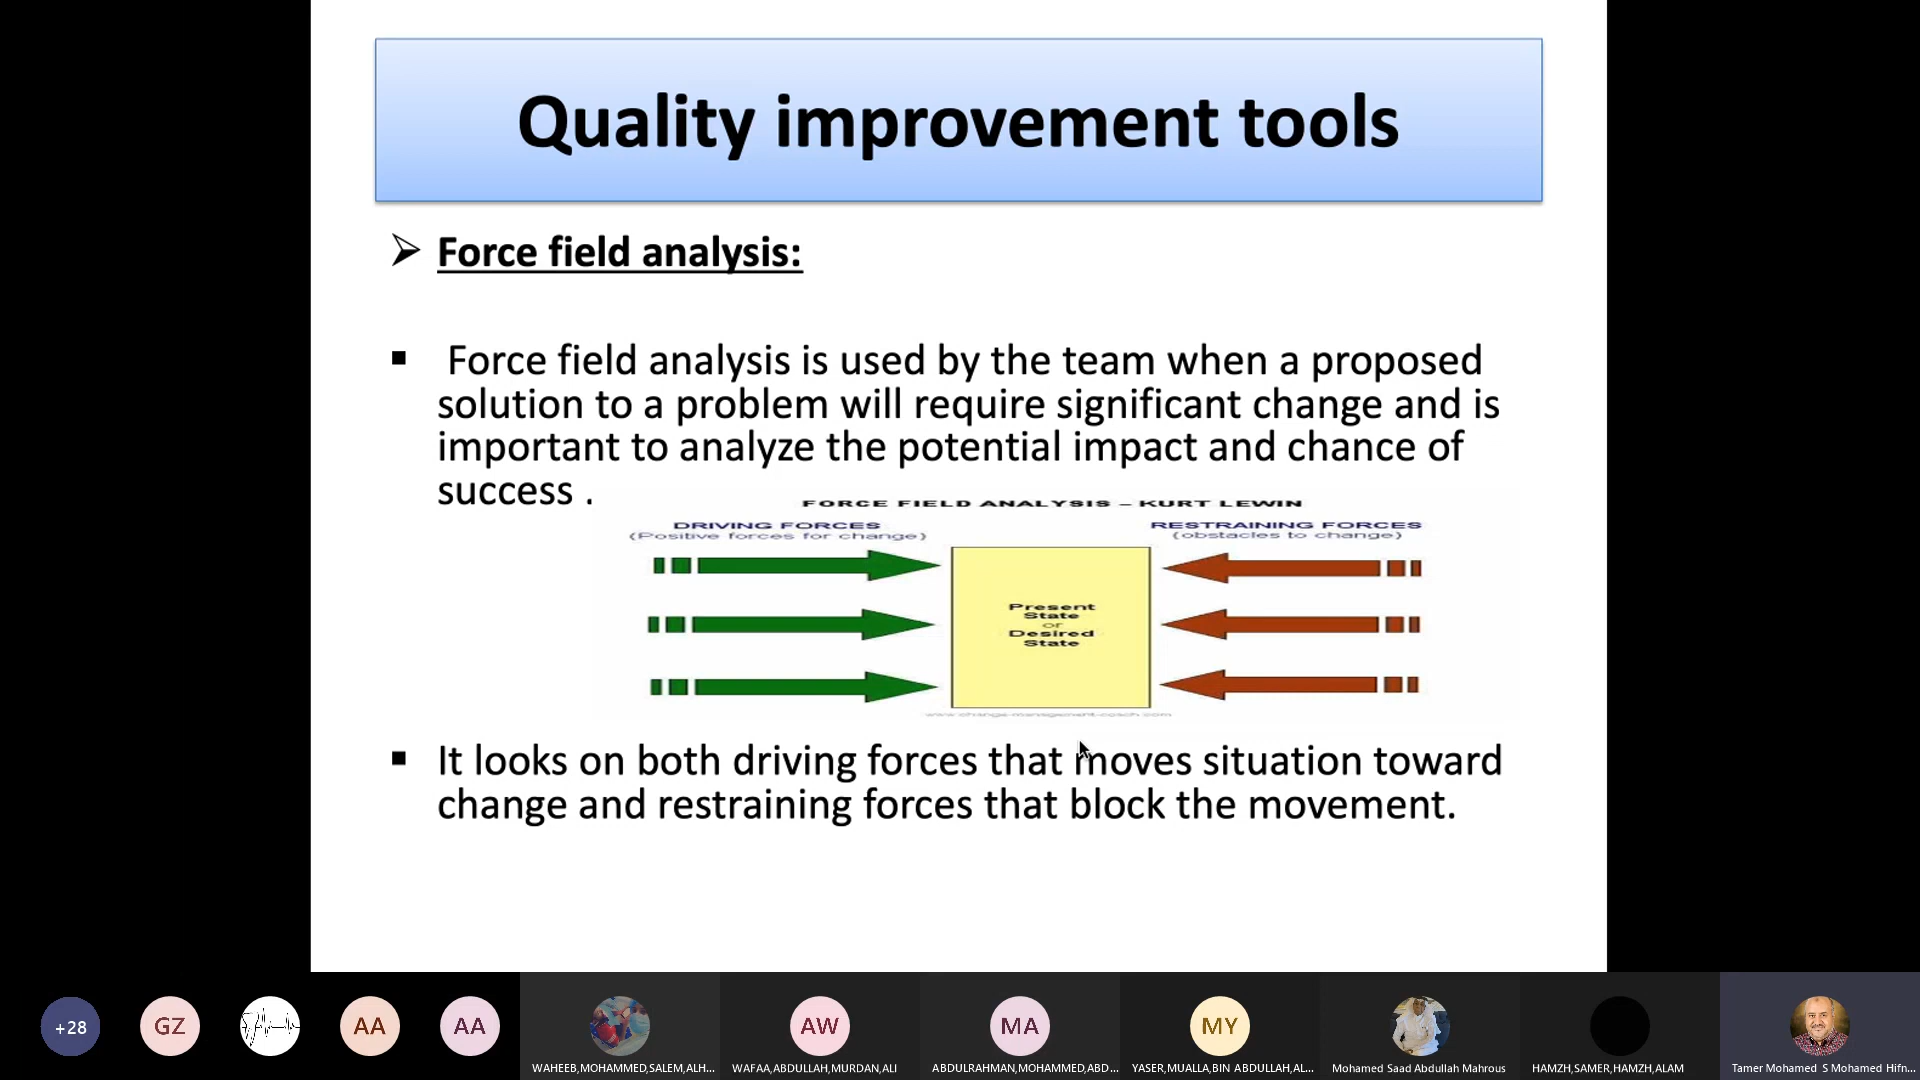 Quality improvement tools
Force field analysis:
Force field analysis is used by the team when a proposed
solution to a problem will require significant change and is
important to analyze the potential impact and chance of
success .
FORCE FIELD ANALYSIS – KURT LEWIN
DRIVING FORCES
(Positive forces for change)
RESTRAINING FORCES
(obstacles to change)
Present
State
or
Desired
State
www.change-management-coach.com
It looks on both driving forces that moves situation toward
change and restraining forces that block the movement.
+28
GZ
AA
AA
AW
MA
MY
WAHEEB,MOHAMMED,SALEM,ALH...
WAFAA,ABDULLAH,MURDAN,ALI
ABDULRAHMAN,MOHAMMED,ABD...
YASER,MUALLA,BIN ABDULLAH,AL...
Mohamed Saad Abdullah Mahrous
HAMZH,SAMER,HAMZH,ALAM
Tamer Mohamed S Mohamed Hifn...